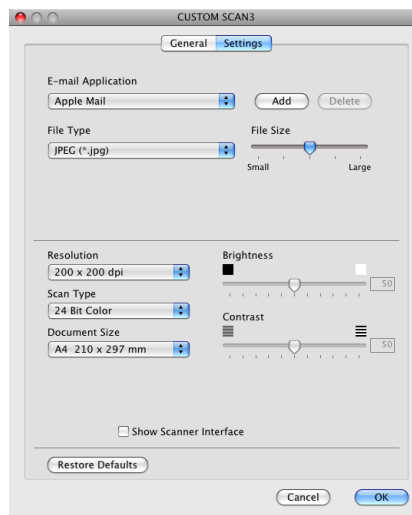 CUSTOM SCAN3
General Settings
E-mail Application
Apple Mail Add Delete
File Type File Size
JPEG (*.jpg)
Small Large
Resolution Brightness
200 x 200 dpi
50
Scan Type
24 Bit Color Contrast
Document Size
A4 210 x 297 mm 50
Show Scanner Interface
Restore Defaults
Cancel OK